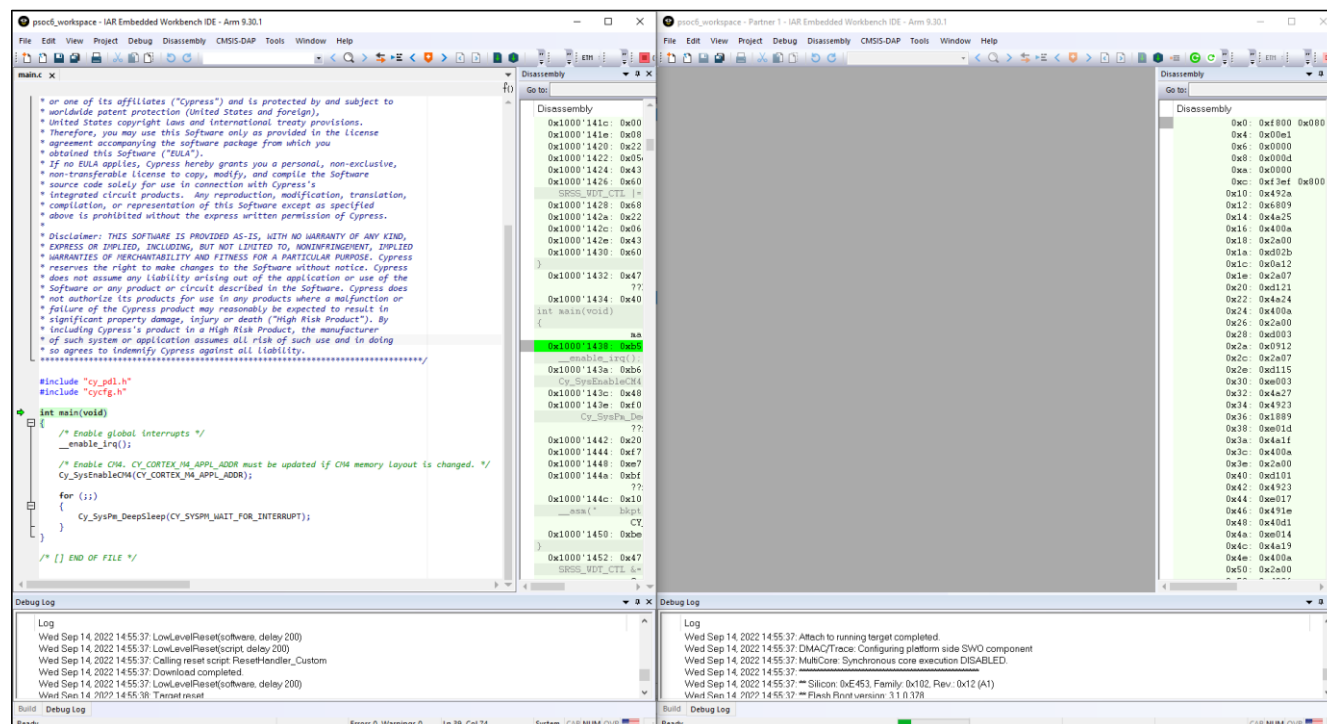 psoc6_workspace - IAR Embedded Workbench IDE - Arm 9.30.1
File Edit View Project Debug Disassembly CMSIS-DAP Tools Window Help
main.c x
f()
* or one of its affiliates ("Cypress") and is protected by and subject to
* worldwide patent protection (United States and foreign),
* United States copyright laws and international treaty provisions.
* Therefore, you may use this Software only as provided in the license
* agreement accompanying the software package from which you
* obtained this Software ("EULA").
* If no EULA applies, Cypress hereby grants you a personal, non-exclusive,
* non-transferable license to copy, modify, and compile the Software
* source code solely for use in connection with Cypress's
* integrated circuit products.  Any reproduction, modification, translation,
* compilation, or representation of this Software except as specified
* above is prohibited without the express written permission of Cypress.
*
* Disclaimer: THIS SOFTWARE IS PROVIDED AS-IS, WITH NO WARRANTY OF ANY KIND,
* EXPRESS OR IMPLIED, INCLUDING, BUT NOT LIMITED TO, NONINFRINGEMENT, IMPLIED
* WARRANTIES OF MERCHANTABILITY AND FITNESS FOR A PARTICULAR PURPOSE. Cypress
* reserves the right to make changes to the Software without notice. Cypress
* does not assume any liability arising out of the application or use of the
* Software or any product or circuit described in the Software. Cypress does
* not authorize its products for use in any products where a malfunction or
* failure of the Cypress product may reasonably be expected to result in
* significant property damage, injury or death ("High Risk Product"). By
* including Cypress's product in a High Risk Product, the manufacturer
* of such system or application assumes all risk of such use and in doing
* so agrees to indemnify Cypress against all liability.
*******************************************************************************/
#include "cy_pdl.h"
#include "cycfg.h"
int main(void)
{
/* Enable global interrupts */
__enable_irq();
/* Enable CM4. CY_CORTEX_M4_APPL_ADDR must be updated if CM4 memory layout is changed. */
Cy_SysEnableCM4(CY_CORTEX_M4_APPL_ADDR);
for (;;)
{
Cy_SysPm_DeepSleep(CY_SYSPM_WAIT_FOR_INTERRUPT);
}
}
/* [] END OF FILE */
Disassembly
Go to:
Disassembly
0x1000'141c: 0x00
0x1000'141e: 0x08
0x1000'1420: 0x22
0x1000'1422: 0x05
0x1000'1424: 0x43
0x1000'1426: 0x60
SRSS_WDT_CTL |=
0x1000'1428: 0x68
0x1000'142a: 0x22
0x1000'142c: 0x06
0x1000'142e: 0x43
0x1000'1430: 0x60
}
0x1000'1432: 0x47
??
0x1000'1434: 0x40
int main(void)
{
ma
0x1000'1438: 0xb5
__enable_irq();
0x1000'143a: 0xb6
Cy_SysEnableCM4
0x1000'143c: 0x48
0x1000'143e: 0xf0
Cy_SysPm_De
??
0x1000'1442: 0x20
0x1000'1444: 0xf7
0x1000'1448: 0xe7
0x1000'144a: 0xbf
??
0x1000'144c: 0x10
__asm("  bkpt
CY_
0x1000'1450: 0xbe
}
0x1000'1452: 0x47
SRSS_WDT_CTL &=
Debug Log
Log
Wed Sep 14, 2022 14:55:37: LowLevelReset(software, delay 200)
Wed Sep 14, 2022 14:55:37: LowLevelReset(script, delay 200)
Wed Sep 14, 2022 14:55:37: Calling reset script: ResetHandler_Custom
Wed Sep 14, 2022 14:55:37: Download completed.
Wed Sep 14, 2022 14:55:37: LowLevelReset(software, delay 200)
Wed Sep 14, 2022 14:55:38: Target reset
Build Debug Log
Ready Errors 0, Warnings 0 Ln 39, Col 74 System CAP NUM OVR
psoc6_workspace - Partner 1 - IAR Embedded Workbench IDE - Arm 9.30.1
File Edit View Project Debug Disassembly CMSIS-DAP Tools Window Help
Disassembly
Go to:
Disassembly
0x0: 0xf800 0x080
0x4: 0x00e1
0x6: 0x0000
0x8: 0x000d
0xa: 0x0000
0xc: 0xf3ef 0x800
0x10: 0x492a
0x12: 0x6809
0x14: 0x4a25
0x16: 0x400a
0x18: 0x2a00
0x1a: 0xd02b
0x1c: 0x0a12
0x1e: 0x2a07
0x20: 0xd121
0x22: 0x4a24
0x24: 0x400a
0x26: 0x2a00
0x28: 0xd003
0x2a: 0x0912
0x2c: 0x2a07
0x2e: 0xd115
0x30: 0xe003
0x32: 0x4a27
0x34: 0x4923
0x36: 0x1889
0x38: 0xe01d
0x3a: 0x4a1f
0x3c: 0x400a
0x3e: 0x2a00
0x40: 0xd101
0x42: 0x4923
0x44: 0xe017
0x46: 0x491e
0x48: 0x40d1
0x4a: 0xe014
0x4c: 0x4a19
0x4e: 0x400a
0x50: 0x2a00
Debug Log
Log
Wed Sep 14, 2022 14:55:37: Attach to running target completed.
Wed Sep 14, 2022 14:55:37: DMAC/Trace: Configuring platform side SWO component
Wed Sep 14, 2022 14:55:37: MultiCore: Synchronous core execution DISABLED.
Wed Sep 14, 2022 14:55:37:
Wed Sep 14, 2022 14:55:37: ** Silicon: 0xE453, Family: 0x102, Rev.: 0x12 (A1)
Wed Sep 14, 2022 14:55:37: ** Flash Boot version: 3.1.0.378
Build Debug Log
Ready CAP NUM OVR